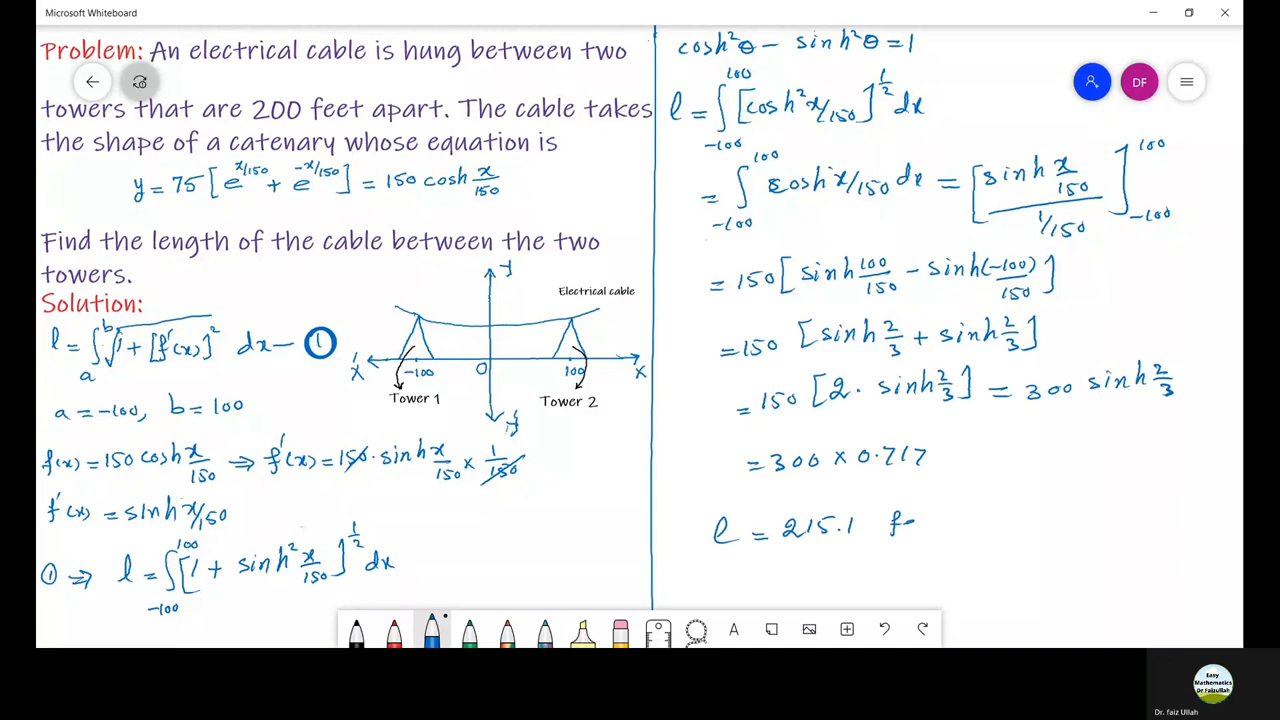 Microsoft Whiteboard
Problem: An electrical cable is hung between two
towers that are 200 feet apart. The cable takes
the shape of a catenary whose equation is
y = 75 [e^(x/150) + e^(-x/150)] = 150 cosh x/150
Find the length of the cable between the two
towers.
Solution:
l = ∫_a^b √(1 + [f'(x)]²) dx — ①
a = -100, b = 100
f(x) = 150 cosh x/150 ⇒ f'(x) = 150 · sinh x/150 × 1/150
f'(x) = sinh x/150
① ⇒ l = ∫_-100^100 [1 + sinh² x/150]^(1/2) dx
y
Electrical cable
x'
-100
O
100
x
Tower 1
Tower 2
y'
cosh²θ - sinh²θ = 1
l = ∫_-100^100 [cosh² x/150]^(1/2) dx
= ∫_-100^100 cosh x/150 dx = [sinh x/150 / 1/150]_-100^100
= 150 [sinh 100/150 - sinh(-100)/150]
= 150 [sinh 2/3 + sinh 2/3]
= 150 [2 · sinh 2/3] = 300 sinh 2/3
= 300 × 0.717
l = 215.1 f
DF
A
Easy
Mathematics
Dr.Faizullah
Dr. faiz Ullah